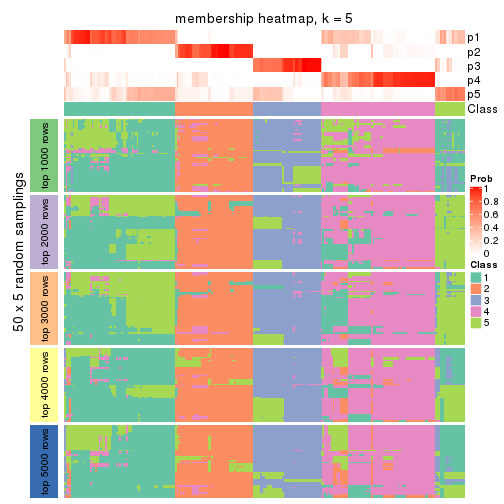 membership heatmap, k = 5
p1
p2
p3
p4
p5
Class
50 x 5 random samplings
top 1000 rows
top 2000 rows
top 3000 rows
top 4000 rows
top 5000 rows
Prob
1
0.8
0.6
0.4
0.2
0
Class
1
2
3
4
5